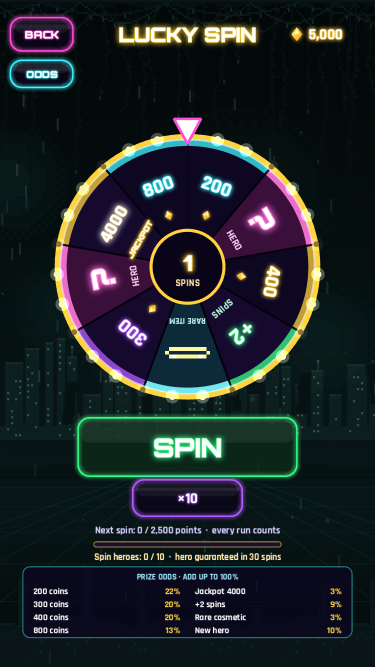 BACK
LUCKY SPIN
5,000
ODDS
800
200
4000
JACKPOT
?
HERO
?
HERO
400
1
SPINS
300
+2
SPINS
RARE ITEM
SPIN
×10
Next spin: 0 / 2,500 points · every run counts
Spin heroes: 0 / 10 · hero guaranteed in 30 spins
PRIZE ODDS · ADD UP TO 100%
200 coins 22% Jackpot 4000 3%
300 coins 20% +2 spins 9%
400 coins 20% Rare cosmetic 3%
800 coins 13% New hero 10%